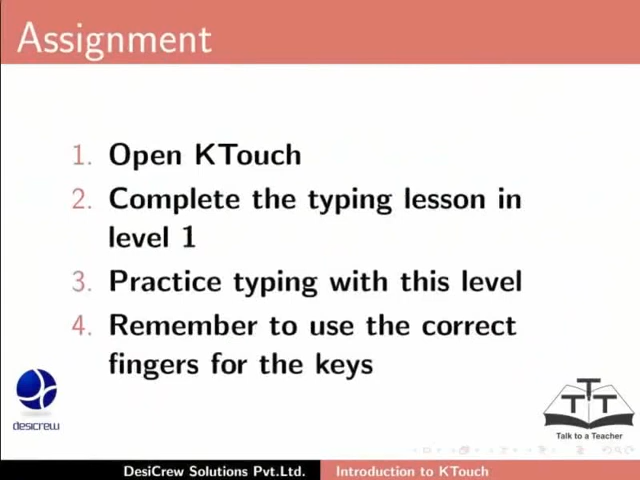 Assignment
1. Open KTouch
2. Complete the typing lesson in
level 1
3. Practice typing with this level
4. Remember to use the correct
fingers for the keys
desicrew
TTT
Talk to a Teacher
DesiCrew Solutions Pvt.Ltd. Introduction to KTouch